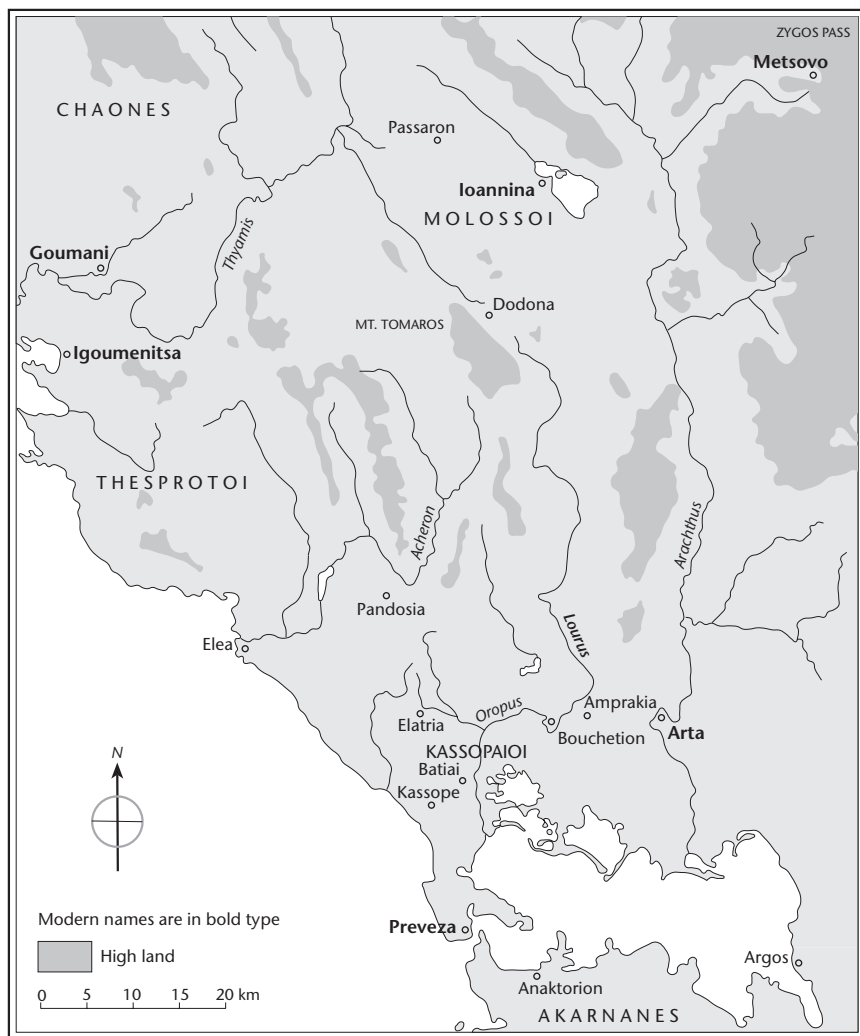 ZYGOS PASS
Metsovo
CHAONES
Passaron
Ioannina
MOLOSSOI
Thyamis
Goumani
Dodona
MT. TOMAROS
Igoumenitsa
THESPROTOI
Acheron
Arachthus
Pandosia
Lourus
Elea
Oropus
Amprakia
Elatria
Arta
Bouchetion
KASSOPAIOI
Batiai
Kassope
N
Modern names are in bold type
Preveza
High land
Argos
Anaktorion
0 5 10 15 20 km
AKARNANES